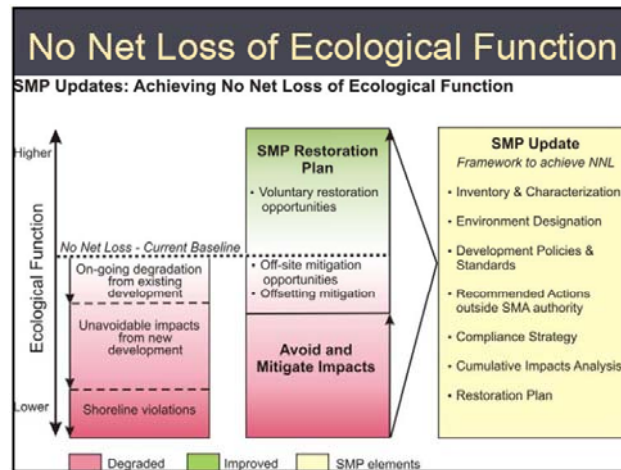 No Net Loss of Ecological Function
SMP Updates: Achieving No Net Loss of Ecological Function
Higher
Ecological Function
Lower
No Net Loss - Current Baseline
On-going degradation
from existing
development
Unavoidable impacts
from new
development
Shoreline violations
SMP Restoration
Plan
• Voluntary restoration
opportunities
• Off-site mitigation
opportunities
• Offsetting mitigation
Avoid and
Mitigate Impacts
SMP Update
Framework to achieve NNL
• Inventory & Characterization
• Environment Designation
• Development Policies &
Standards
• Recommended Actions
outside SMA authority
• Compliance Strategy
• Cumulative Impacts Analysis
• Restoration Plan
Degraded
Improved
SMP elements